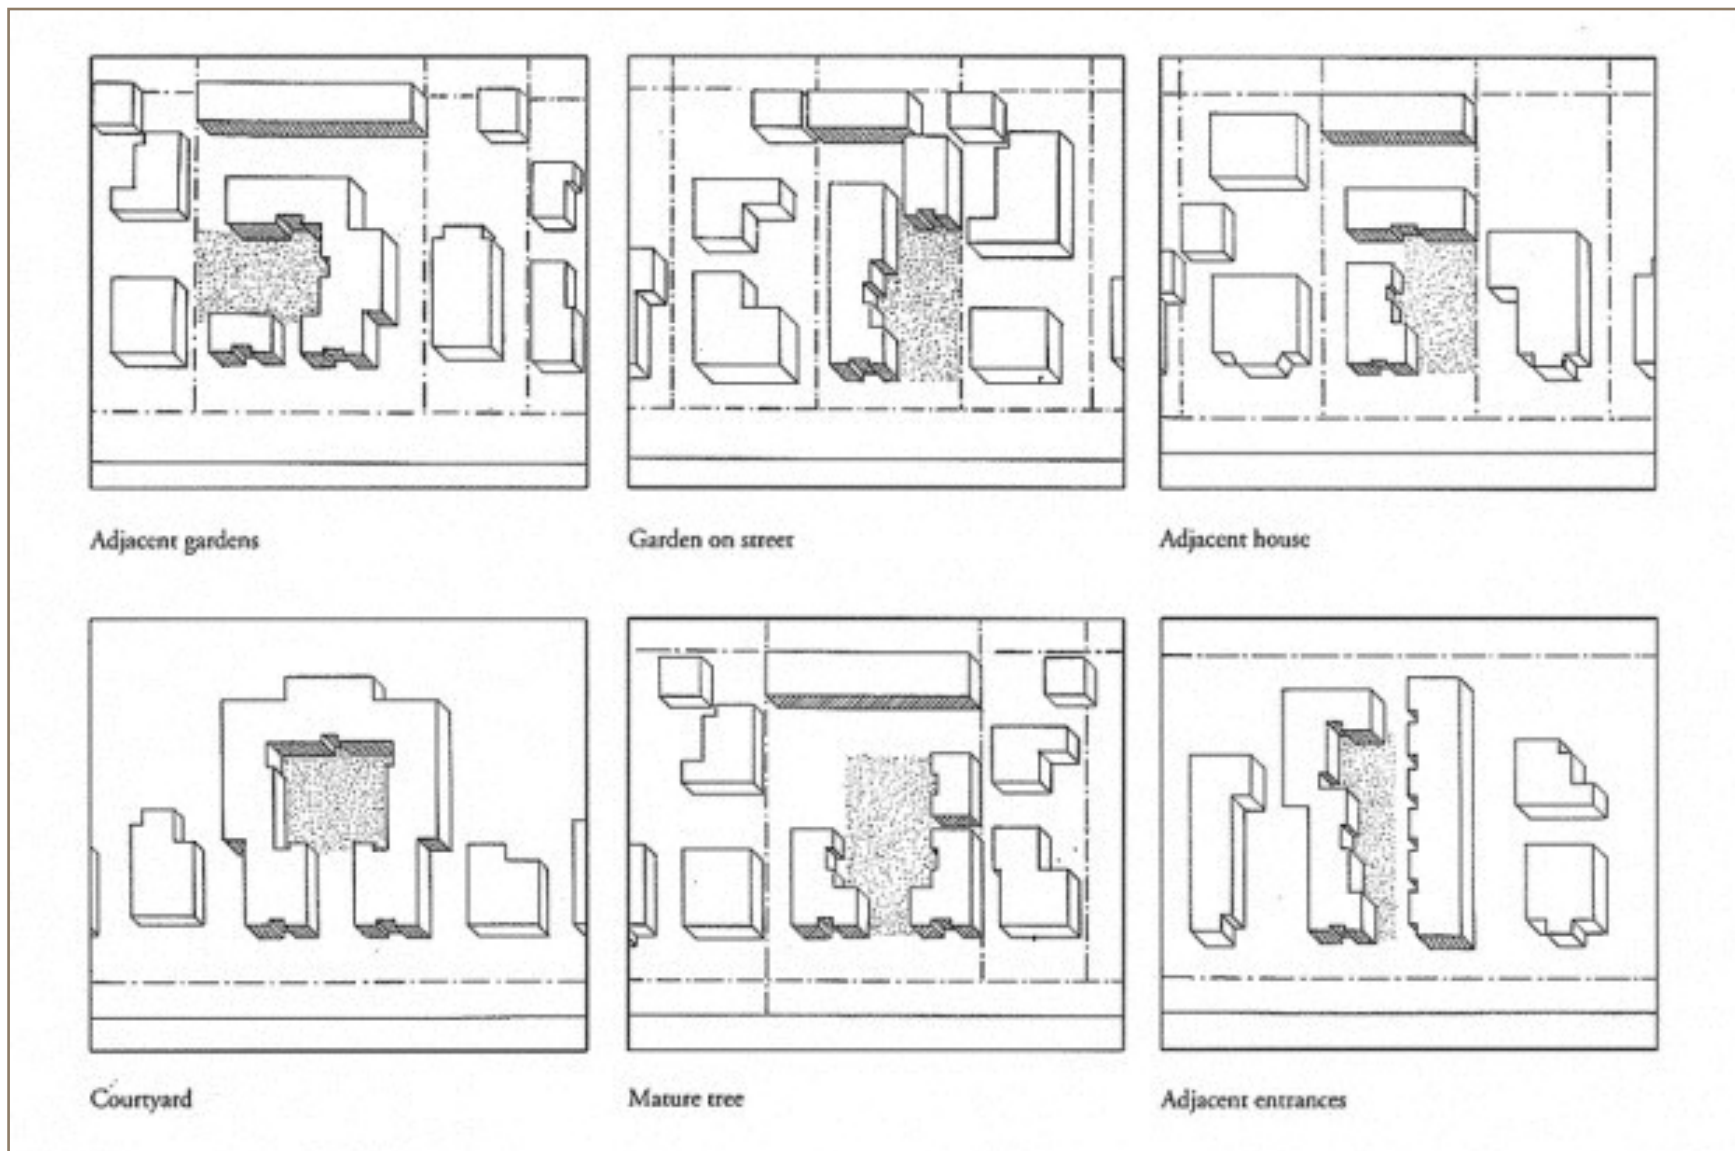 Adjacent gardens
Garden on street
Adjacent house
Courtyard
Mature tree
Adjacent entrances